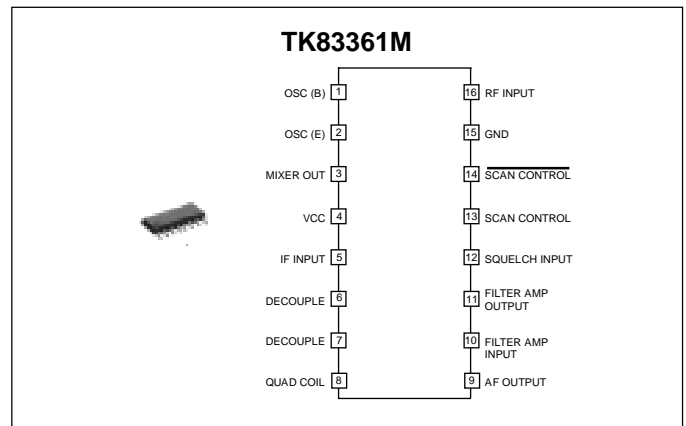 TK83361M
OSC (B) 1
OSC (E) 2
MIXER OUT 3
VCC 4
IF INPUT 5
DECOUPLE 6
DECOUPLE 7
QUAD COIL 8
16 RF INPUT
15 GND
14 SCAN CONTROL
13 SCAN CONTROL
12 SQUELCH INPUT
11 FILTER AMP
OUTPUT
10 FILTER AMP
INPUT
9 AF OUTPUT